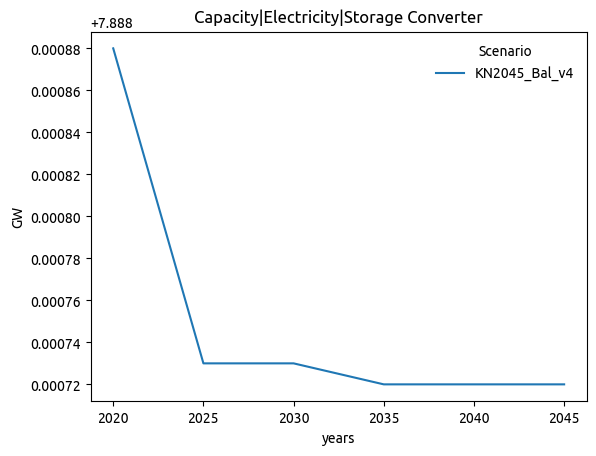 Capacity|Electricity|Storage Converter
+7.888
Scenario
KN2045_Bal_v4
0.00088
0.00086
0.00084
0.00082
0.00080
0.00078
0.00076
0.00074
0.00072
GW
2020 2025 2030 2035 2040 2045
years